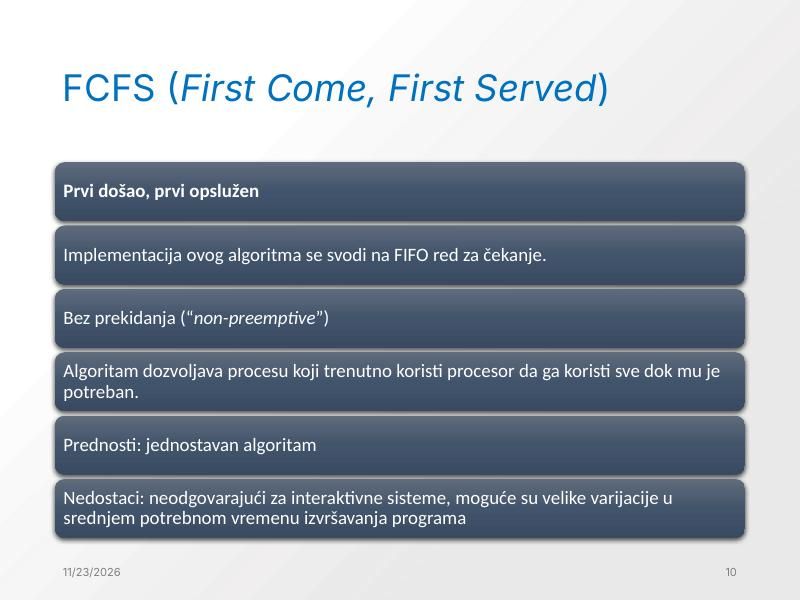 FCFS (First Come, First Served)
Prvi došao, prvi opslužen
Implementacija ovog algoritma se svodi na FIFO red za čekanje.
Bez prekidanja (“non-preemptive”)
Algoritam dozvoljava procesu koji trenutno koristi procesor da ga koristi sve dok mu je
potreban.
Prednosti: jednostavan algoritam
Nedostaci: neodgovarajući za interaktivne sisteme, moguće su velike varijacije u
srednjem potrebnom vremenu izvršavanja programa
11/23/2026
10